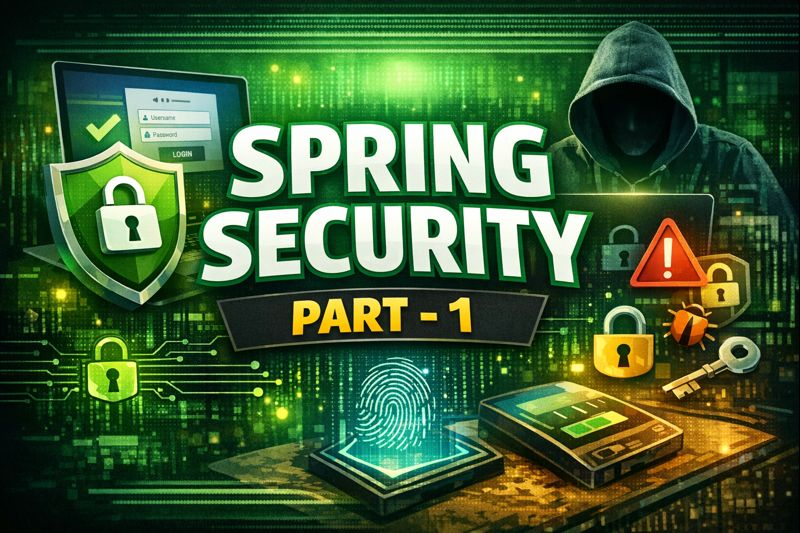 Username
Password
LOGIN
SPRING
SECURITY
PART - 1
!